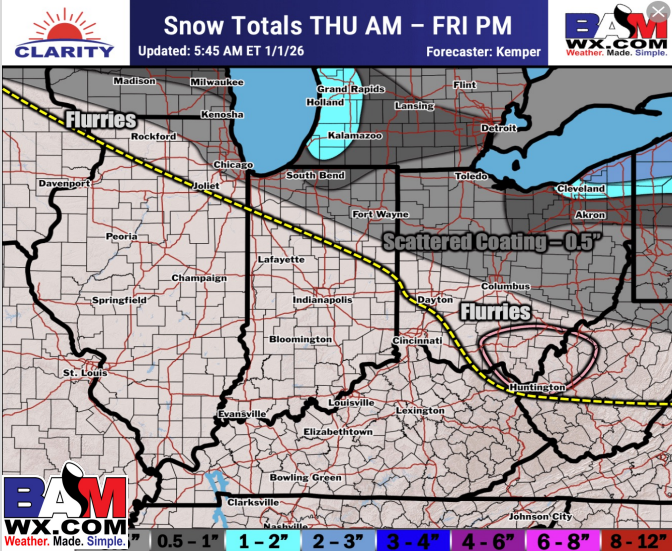 Snow Totals THU AM – FRI PM
CLARITY
Updated: 5:45 AM ET 1/1/26
Forecaster: Kemper
BAM
WX.COM
Weather. Made. Simple.
Madison
Milwaukee
Grand Rapids
Flint
Holland
Lansing
Flurries
Kenosha
Detroit
Rockford
Kalamazoo
Chicago
South Bend
Toledo
Davenport
Joliet
Cleveland
Fort Wayne
Akron
Peoria
Scattered Coating – 0.5"
Lafayette
Champaign
Columbus
Springfield
Indianapolis
Dayton
Flurries
Bloomington
Cincinnati
St. Louis
Huntington
Louisville
Evansville
Lexington
Elizabethtown
Bowling Green
BAM
WX.COM
Weather. Made. Simple.
Clarksville
Johnson City
Nashville
" 0.5 – 1" 1 – 2" 2 – 3" 3 – 4" 4 – 6" 6 – 8" 8 – 12"